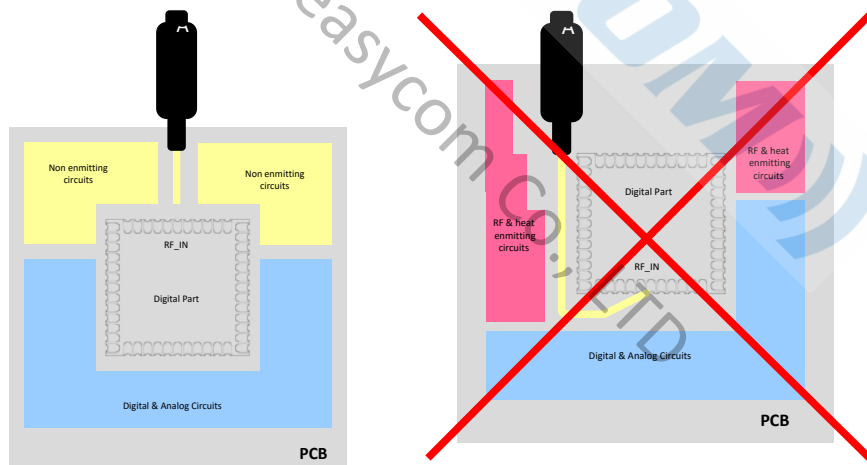 A
Non enmitting
circuits
Non enmitting
circuits
RF_IN
Digital Part
Digital & Analog Circuits
PCB
A
RF & heat
enmitting
circuits
Digital Part
RF & heat
enmitting
circuits
RF_IN
Digital & Analog Circuits
PCB
easycom Co., LTD
OM